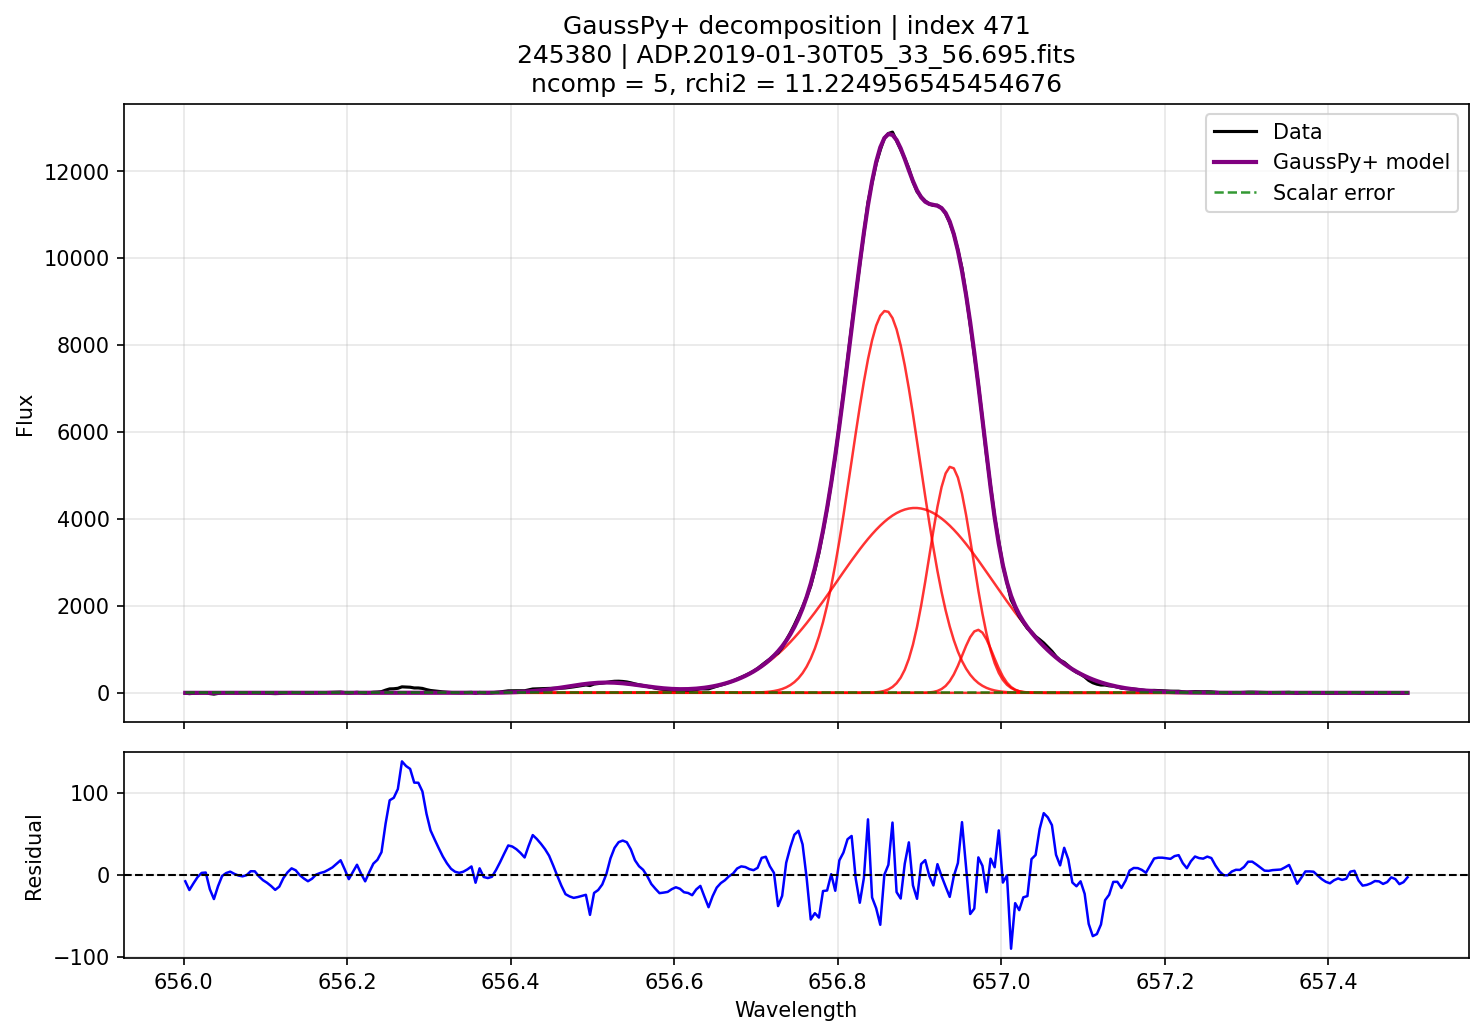 GaussPy+ decomposition | index 471
245380 | ADP.2019-01-30T05_33_56.695.fits
ncomp = 5, rchi2 = 11.224956545454676
Data
GaussPy+ model
Scalar error
12000
10000
8000
6000
4000
2000
0
Flux
100
0
−100
Residual
656.0 656.2 656.4 656.6 656.8 657.0 657.2 657.4
Wavelength